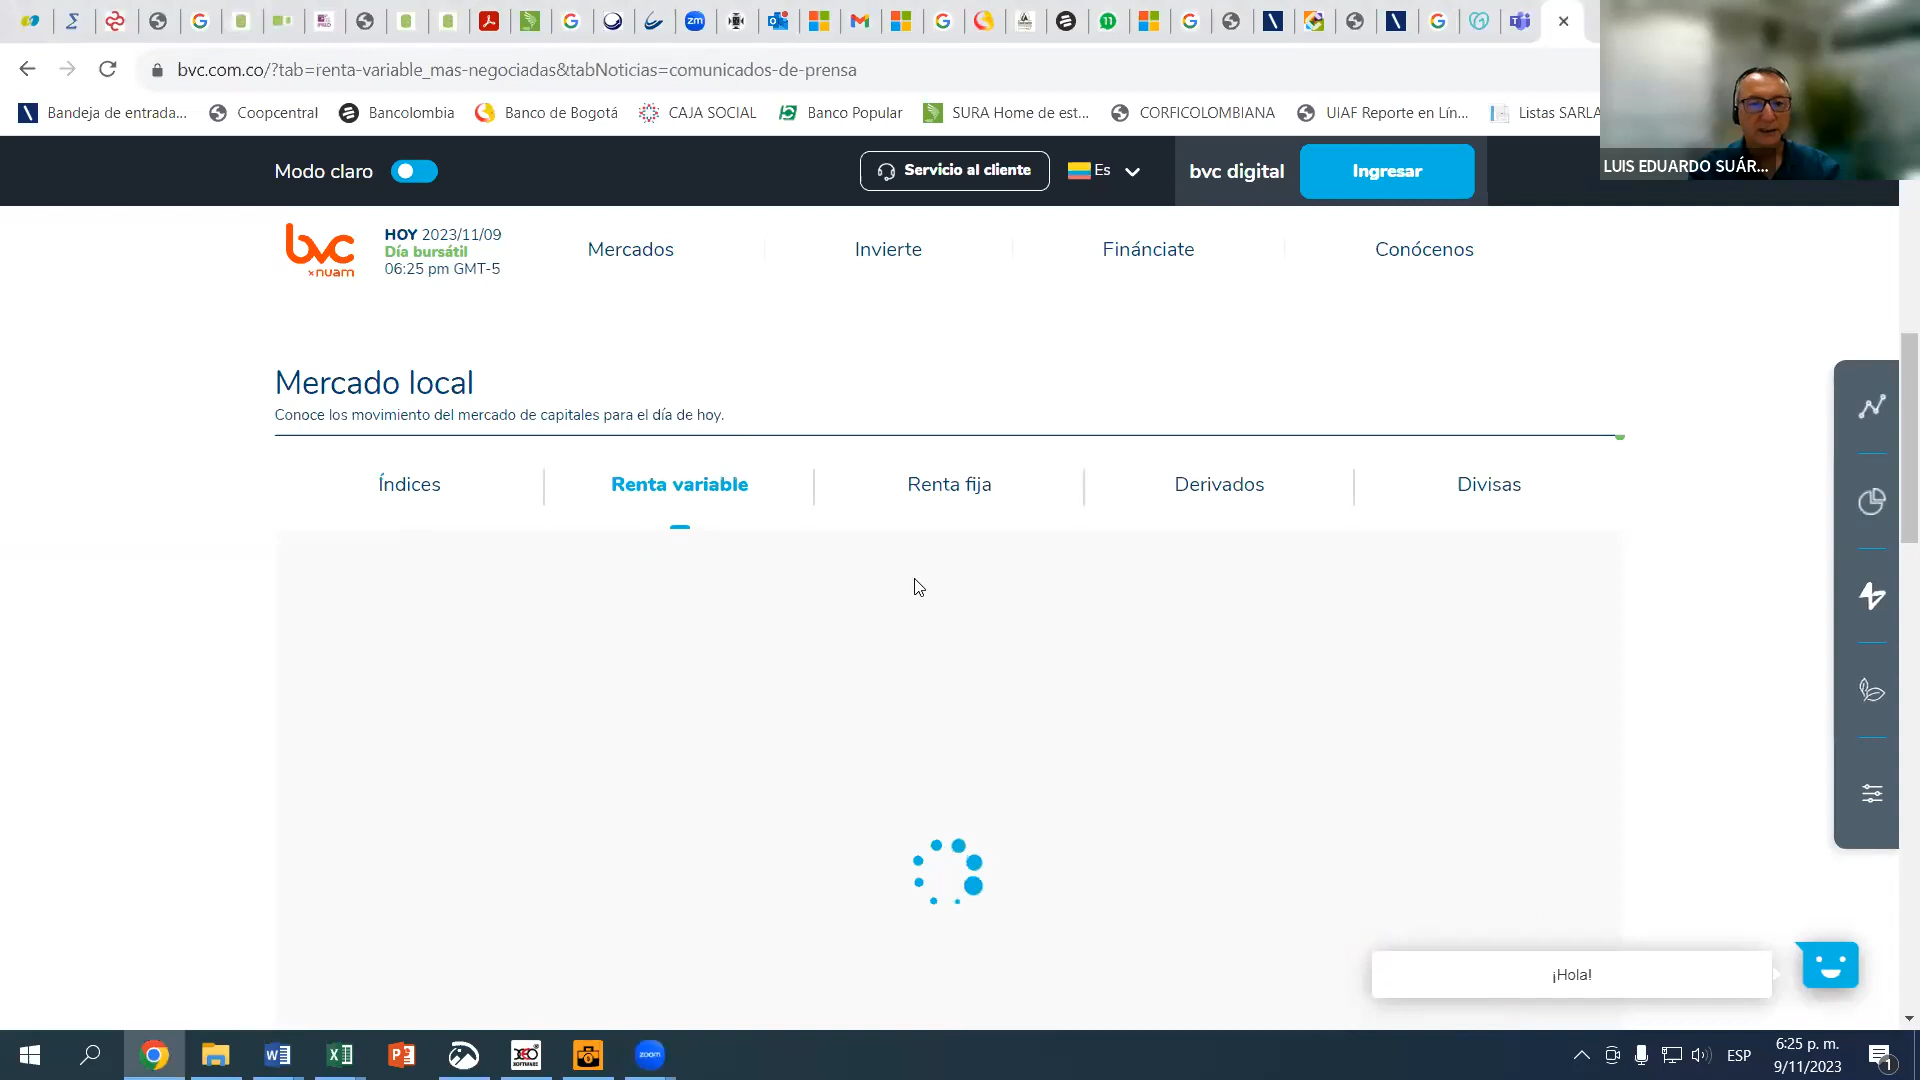 bvc.com.co/?tab=renta-variable_mas-negociadas&tabNoticias=comunicados-de-prensa
Bandeja de entrada...
Coopcentral
Bancolombia
Banco de Bogotá
CAJA SOCIAL
Banco Popular
SURA Home de est...
CORFICOLOMBIANA
UIAF Reporte en Lín...
Listas SARLA
LUIS EDUARDO SUÁR...
Modo claro
Servicio al cliente
Es
bvc digital
Ingresar
bvc
x nuam
HOY 2023/11/09
Día bursátil
06:25 pm GMT-5
Mercados
Invierte
Finánciate
Conócenos
Mercado local
Conoce los movimiento del mercado de capitales para el día de hoy.
Índices
Renta variable
Renta fija
Derivados
Divisas
¡Hola!
zoom
ESP
6:25 p. m.
9/11/2023
1